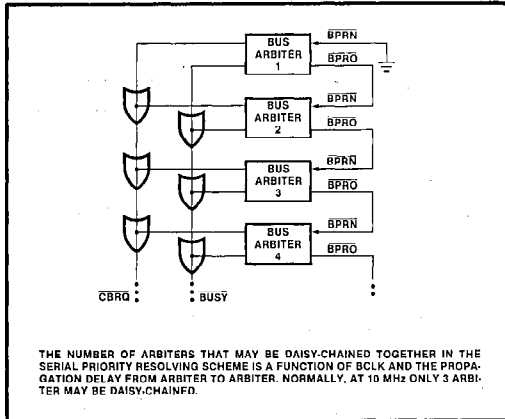 BPRN
BUS
ARBITER
1
BPRO
BPRN
BUS
ARBITER
2
BPRO
BPRN
BUS
ARBITER
3
BPRO
BPRN
BUS
ARBITER
4
BPRO
CBRQ
BUSY
THE NUMBER OF ARBITERS THAT MAY BE DAISY-CHAINED TOGETHER IN THE
SERIAL PRIORITY RESOLVING SCHEME IS A FUNCTION OF BCLK AND THE PROPA-
GATION DELAY FROM ARBITER TO ARBITER. NORMALLY, AT 10 MHz ONLY 3 ARBI-
TER MAY BE DAISY-CHAINED.